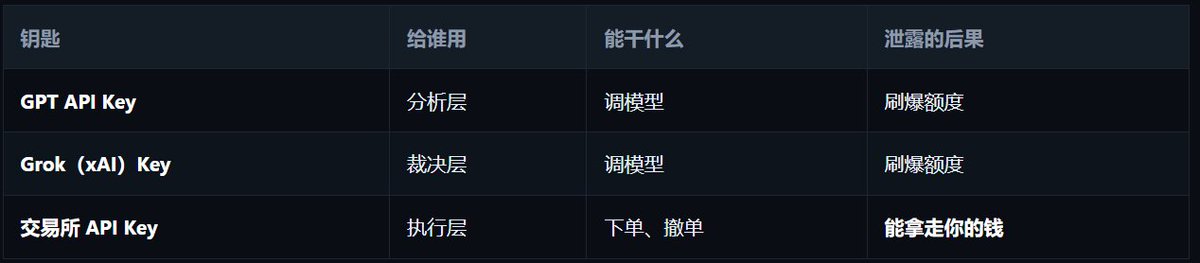 钥匙 给谁用 能干什么 泄露的后果
GPT API Key 分析层 调模型 刷爆额度
Grok（xAI）Key 裁决层 调模型 刷爆额度
交易所 API Key 执行层 下单、撤单 能拿走你的钱